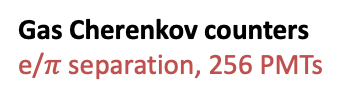 Gas Cherenkov counters
e/π separation, 256 PMTs